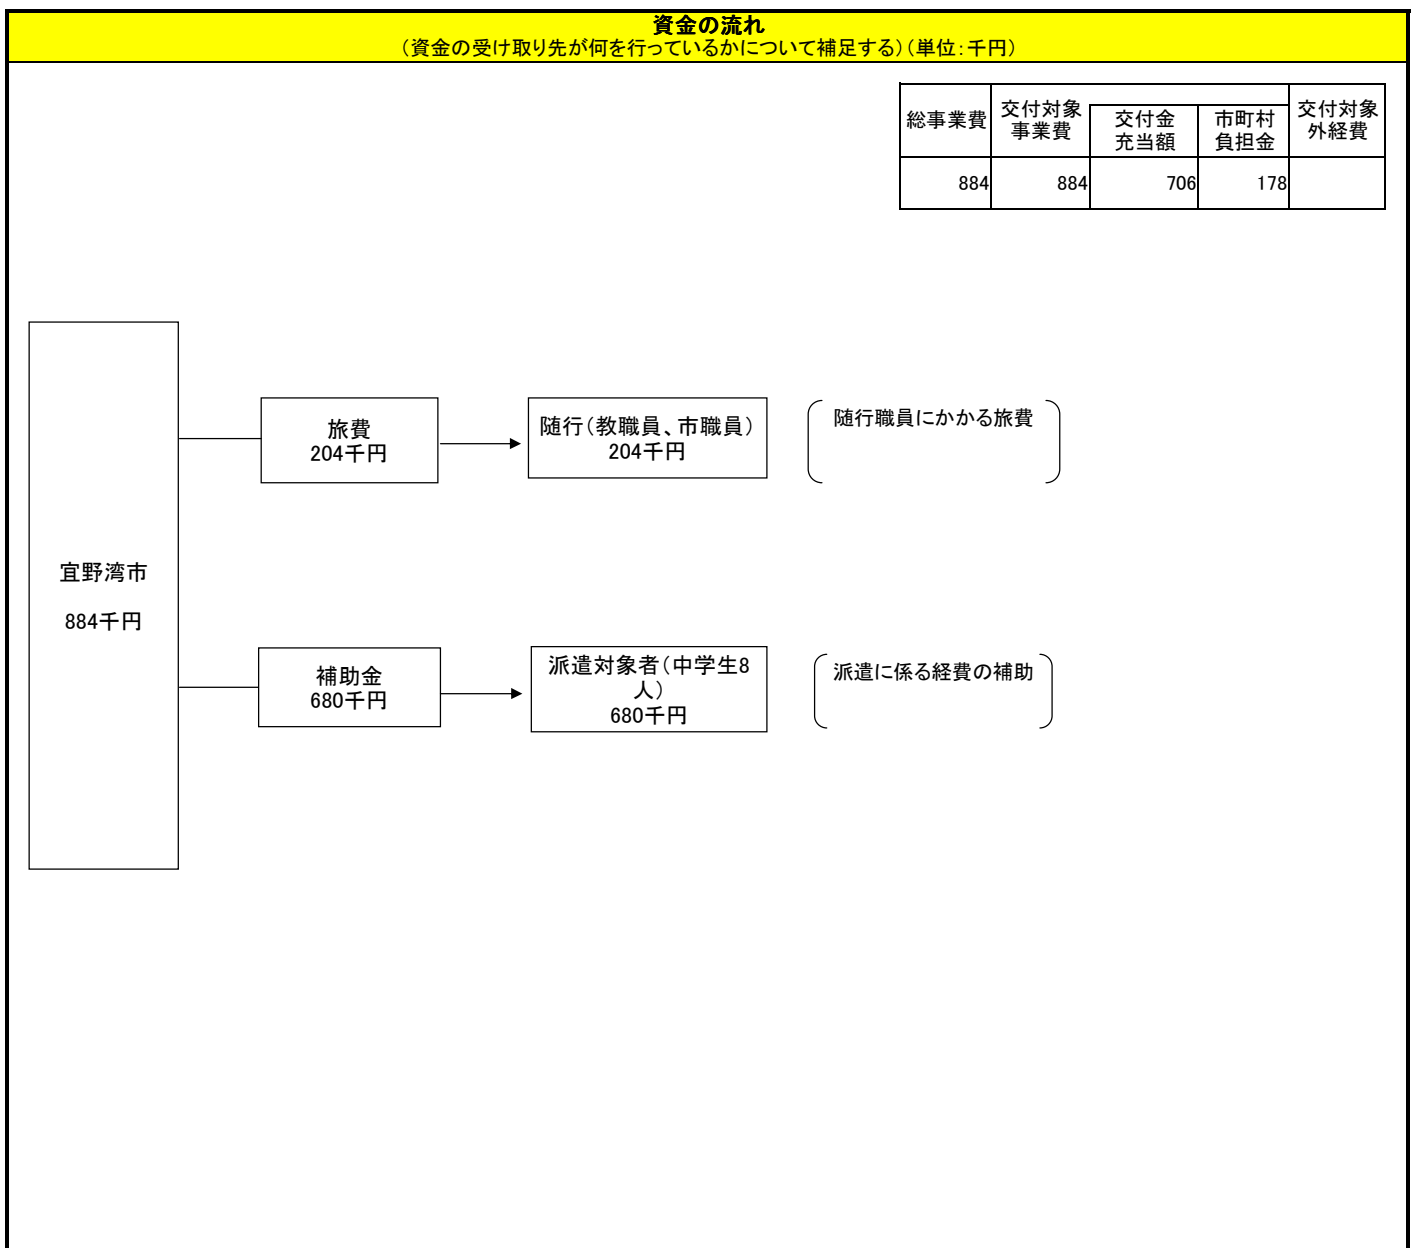 資金の流れ
（資金の受け取り先が何を行っているかについて補足する）（単位：千円）
総事業費
交付対象
事業費
交付金
充当額
市町村
負担金
交付対象
外経費
884
884
706
178
旅費
204千円
随行（教職員、市職員）
204千円
随行職員にかかる旅費
宜野湾市
884千円
補助金
680千円
派遣対象者（中学生8
人）
680千円
派遣に係る経費の補助